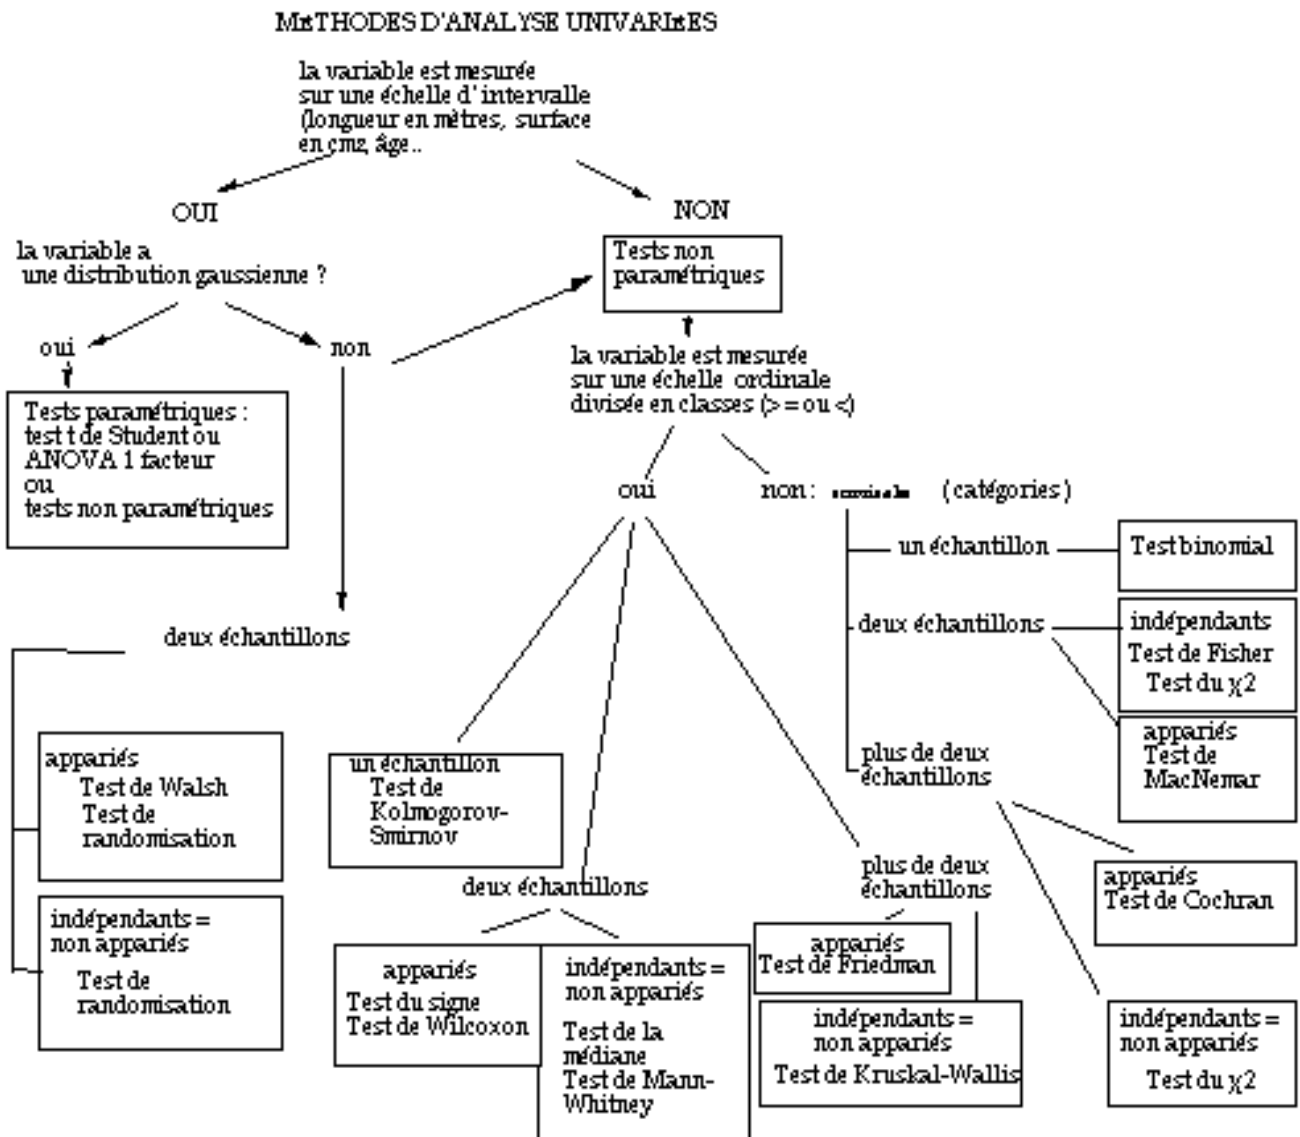 MéTHODES D'ANALYSE UNIVARIéES
la variable est mesurée
sur une échelle d'intervalle
(longueur en mètres, surface
en cm2, âge..
OUI
NON
la variable a
une distribution gaussienne ?
Tests non
paramétriques
oui
non
la variable est mesurée
sur une échelle ordinale
divisée en classes (> = ou <)
Tests paramétriques :
test t de Student ou
ANOVA 1 facteur
ou
tests non paramétriques
oui
non : (catégories)
un échantillon
Test binomial
deux échantillons
indépendants
Test de Fisher
Test du χ2
appariés
Test de
MacNemar
deux échantillons
plus de deux
échantillons
appariés
Test de Walsh
Test de
randomisation
un échantillon
Test de
Kolmogorov-
Smirnov
plus de deux
échantillons
appariés
Test de Cochran
deux échantillons
indépendants =
non appariés
Test de
randomisation
appariés
Test du signe
Test de Wilcoxon
indépendants =
non appariés
Test de la
médiane
Test de Mann-
Whitney
appariés
Test de Friedman
indépendants =
non appariés
Test de Kruskal-Wallis
indépendants =
non appariés
Test du χ2